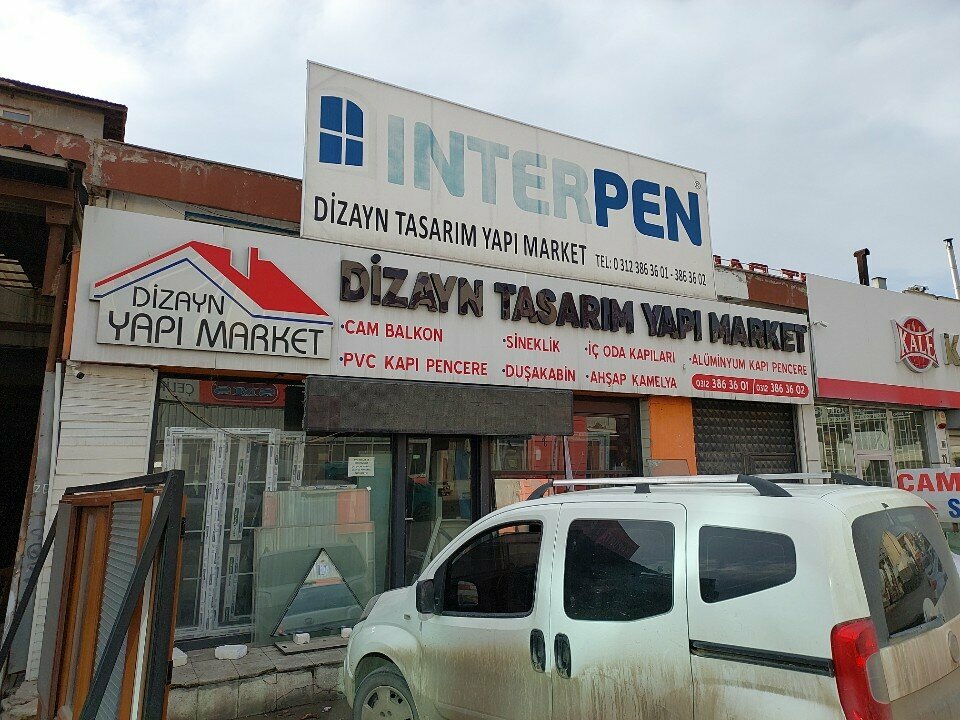 INTERPEN®
DİZAYN TASARIM YAPI MARKET
TEL: 0 312 386 36 01 - 386 36 02
DİZAYN
YAPI MARKET
DİZAYN TASARIM YAPI MARKET
•CAM BALKON
•PVC KAPI PENCERE
•SİNEKLİK
•DUŞAKABİN
•İÇ ODA KAPILARI
•AHŞAP KAMELYA
•ALÜMİNYUM KAPI PENCERE
0312 386 36 01 / 0312 386 36 02
KALE
CAM